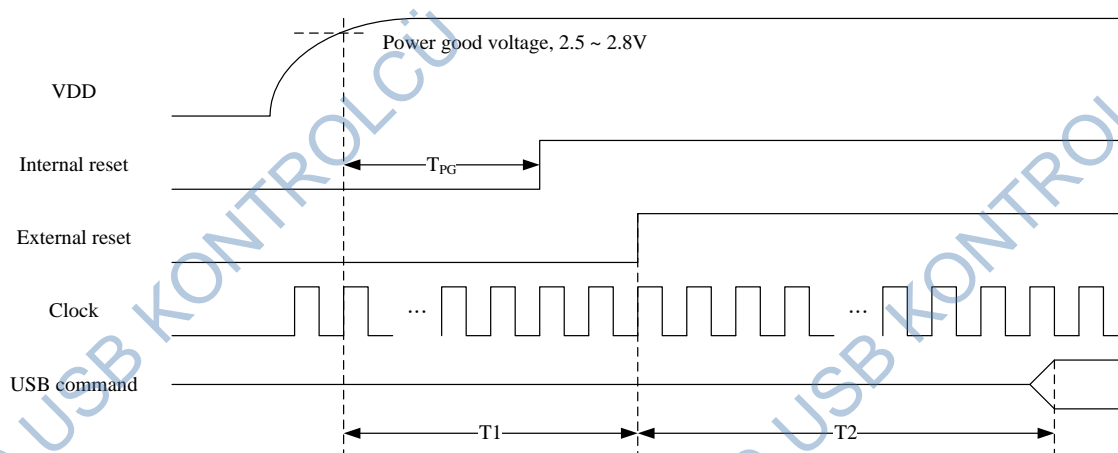 Power good voltage, 2.5 ~ 2.8V
VDD
Internal reset
TPG
External reset
Clock
...
...
USB command
T1
T2
USB KONTROLCÜ
USB KONTROL